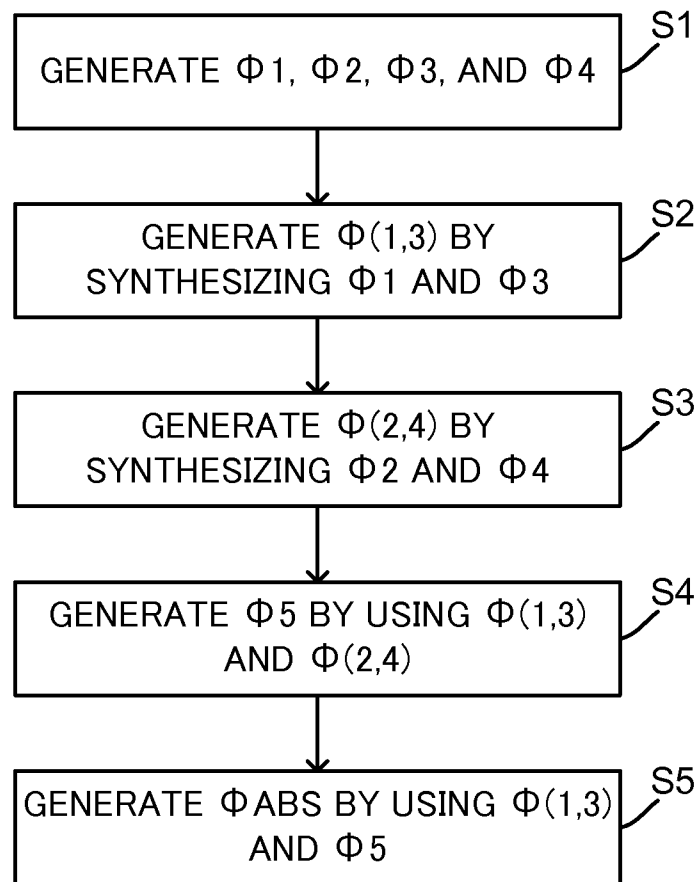 S1
GENERATE Φ1, Φ2, Φ3, AND Φ4
S2
GENERATE Φ(1,3) BY
SYNTHESIZING Φ1 AND Φ3
S3
GENERATE Φ(2,4) BY
SYNTHESIZING Φ2 AND Φ4
S4
GENERATE Φ5 BY USING Φ(1,3)
AND Φ(2,4)
S5
GENERATE ΦABS BY USING Φ(1,3)
AND Φ5